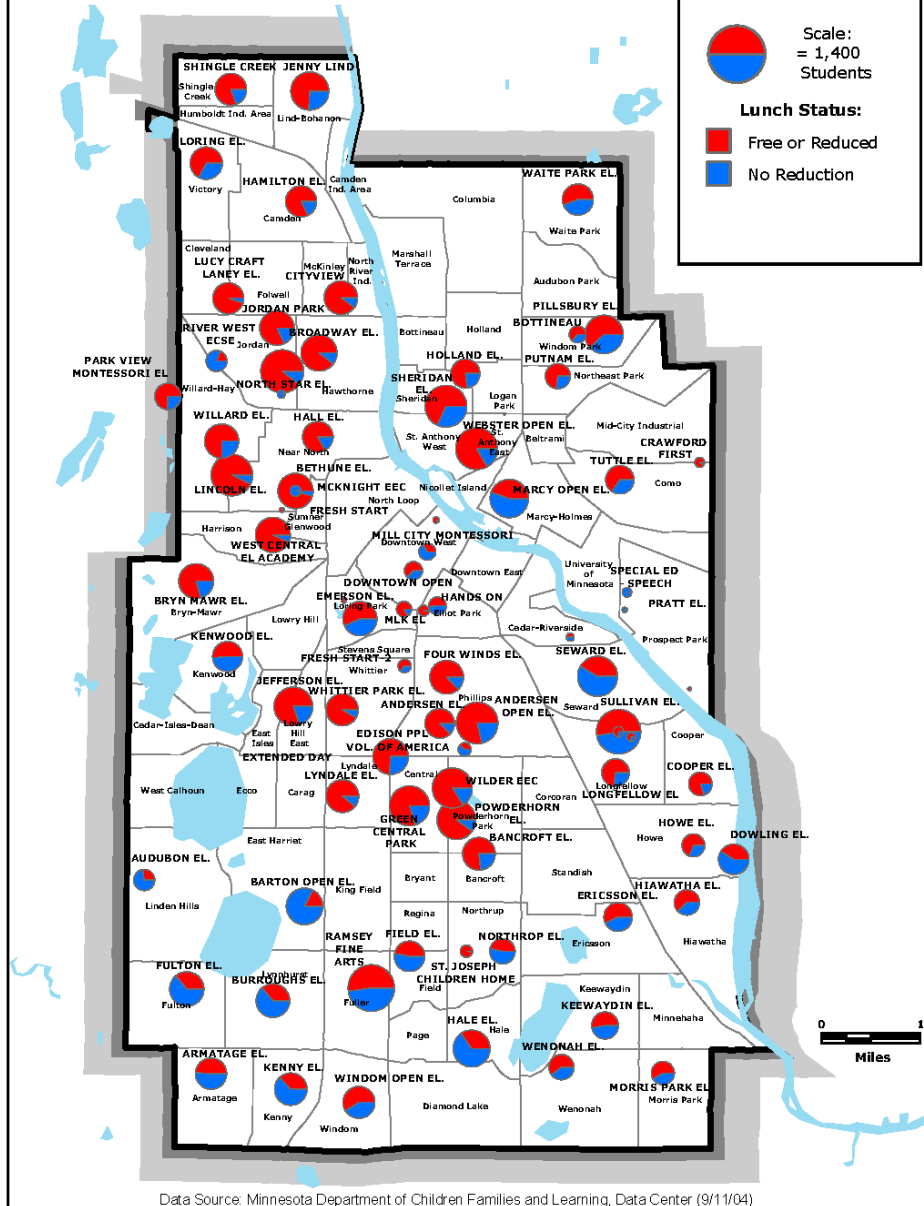 Scale:
= 1,400
Students
Lunch Status:
Free or Reduced
No Reduction
SHINGLE CREEK
JENNY LIND
Shingle
Creek
Humboldt Ind. Area
Lind-Bohanon
LORING EL.
Victory
HAMILTON EL.
Camden
Camden
Ind. Area
Columbia
WAITE PARK EL.
Waite Park
Cleveland
LUCY CRAFT
LANEY EL.
McKinley
CITYVIEW
North
River
Ind.
Marshall
Terrace
Audubon Park
Folwell
JORDAN PARK
PILLSBURY EL.
RIVER WEST
ECSE
Jordan
BROADWAY EL.
Bottineau
Holland
BOTTINEAU
Windom Park
PARK VIEW
MONTESSORI EL
HOLLAND EL.
PUTNAM EL.
Willard-Hay
NORTH STAR EL.
Hawthorne
SHERIDAN
EL.
Sheridan
Northeast Park
Logan
Park
WILLARD EL.
HALL EL.
WEBSTER OPEN EL.
St. Anthony
West
St.
Anthony
East
Beltrami
Mid-City Industrial
CRAWFORD
FIRST
Near North
BETHUNE EL.
TUTTLE EL.
Como
LINCOLN EL.
MCKNIGHT EEC
North Loop
Nicollet Island
MARCY OPEN EL.
FRESH START
Sumner
Glenwood
Marcy-Holmes
Harrison
WEST CENTRAL
EL ACADEMY
MILL CITY MONTESSORI
Downtown West
BRYN MAWR EL.
Bryn-Mawr
DOWNTOWN OPEN
Downtown East
University
of
Minnesota
SPECIAL ED
SPEECH
EMERSON EL.
Loring Park
HANDS ON
Elliot Park
PRATT EL.
Lowry Hill
MLK EL
Cedar-Riverside
Prospect Park
KENWOOD EL.
Kenwood
Stevens Square
FRESH START-2
Whittier
FOUR WINDS EL.
SEWARD EL.
JEFFERSON EL.
WHITTIER PARK EL.
Phillips
ANDERSEN
OPEN EL.
Seward
SULLIVAN EL.
ANDERSEN EL.
Cedar-Isles-Dean
East
Isles
Lowry
Hill
East
EDISON PPL
VOL. OF AMERICA
Cooper
EXTENDED DAY
Lyndale
Central
COOPER EL.
LYNDALE EL.
WILDER EEC
Longfellow
LONGFELLOW EL
West Calhoun
Ecco
Carag
Corcoran
GREEN
CENTRAL
PARK
POWDERHORN
EL.
Powderhorn
Park
HOWE EL.
Howe
DOWLING EL.
East Harriet
BANCROFT EL.
AUDUBON EL.
Bryant
Bancroft
Standish
Linden Hills
BARTON OPEN EL.
King Field
ERICSSON EL.
HIAWATHA EL.
Regina
Northrup
RAMSEY
FINE
ARTS
FIELD EL.
NORTHROP EL.
Ericsson
Hiawatha
FULTON EL.
Lynnhurst
BURROUGHS EL.
ST. JOSEPH
CHILDREN HOME
Fulton
Fuller
Field
Keewaydin
KEEWAYDIN EL.
Minnehaha
Page
HALE EL.
Hale
0
1
Miles
WENONAH EL.
ARMATAGE EL.
Armatage
KENNY EL.
Kenny
WINDOM OPEN EL.
Windom
Diamond Lake
Wenonah
MORRIS PARK EL
Morris Park
Data Source: Minnesota Department of Children Families and Learning, Data Center (9/11/04)